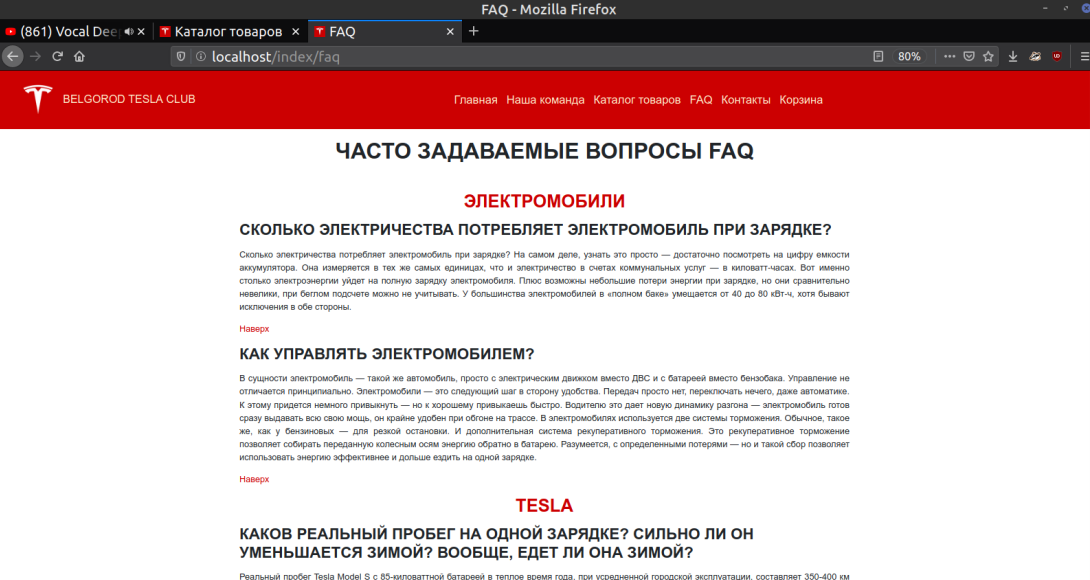 FAQ - Mozilla Firefox
(861) Vocal Dee
Каталог товаров
FAQ
localhost/index/faq
80%
BELGOROD TESLA CLUB
Главная Наша команда Каталог товаров FAQ Контакты Корзина
ЧАСТО ЗАДАВАЕМЫЕ ВОПРОСЫ FAQ
ЭЛЕКТРОМОБИЛИ
СКОЛЬКО ЭЛЕКТРИЧЕСТВА ПОТРЕБЛЯЕТ ЭЛЕКТРОМОБИЛЬ ПРИ ЗАРЯДКЕ?
Сколько электричества потребляет электромобиль при зарядке? На самом деле, узнать это просто — достаточно посмотреть на цифру емкости
аккумулятора. Она измеряется в тех же самых единицах, что и электричество в счетах коммунальных услуг — в киловатт-часах. Вот именно
столько электроэнергии уйдет на полную зарядку электромобиля. Плюс возможны небольшие потери энергии при зарядке, но они сравнительно
невелики, при беглом подсчете можно не учитывать. У большинства электромобилей в «полном баке» умещается от 40 до 80 кВт-ч, хотя бывают
исключения в обе стороны.
Наверх
КАК УПРАВЛЯТЬ ЭЛЕКТРОМОБИЛЕМ?
В сущности электромобиль — такой же автомобиль, просто с электрическим движком вместо ДВС и с батареей вместо бензобака. Управление не
отличается принципиально. Электромобили — это следующий шаг в сторону удобства. Передач просто нет, переключать нечего, даже автоматике.
К этому придется немного привыкнуть — но к хорошему привыкаешь быстро. Водителю это дает новую динамику разгона — электромобиль готов
сразу выдавать всю свою мощь, он крайне удобен при обгоне на трассе. В электромобилях используется две системы торможения. Обычное, такое
же, как у бензиновых — для резкой остановки. И дополнительная система рекуперативного торможения. Это рекуперативное торможение
позволяет собирать переданную колесным осям энергию обратно в батарею. Разумеется, с определенными потерями — но и такой сбор позволяет
использовать энергию эффективнее и дольше ездить на одной зарядке.
Наверх
TESLA
КАКОВ РЕАЛЬНЫЙ ПРОБЕГ НА ОДНОЙ ЗАРЯДКЕ? СИЛЬНО ЛИ ОН
УМЕНЬШАЕТСЯ ЗИМОЙ? ВООБЩЕ, ЕДЕТ ЛИ ОНА ЗИМОЙ?
Реальный пробег Tesla Model S с 85-киловаттной батареей в теплое время года, при усредненной городской эксплуатации, составляет 350-400 км